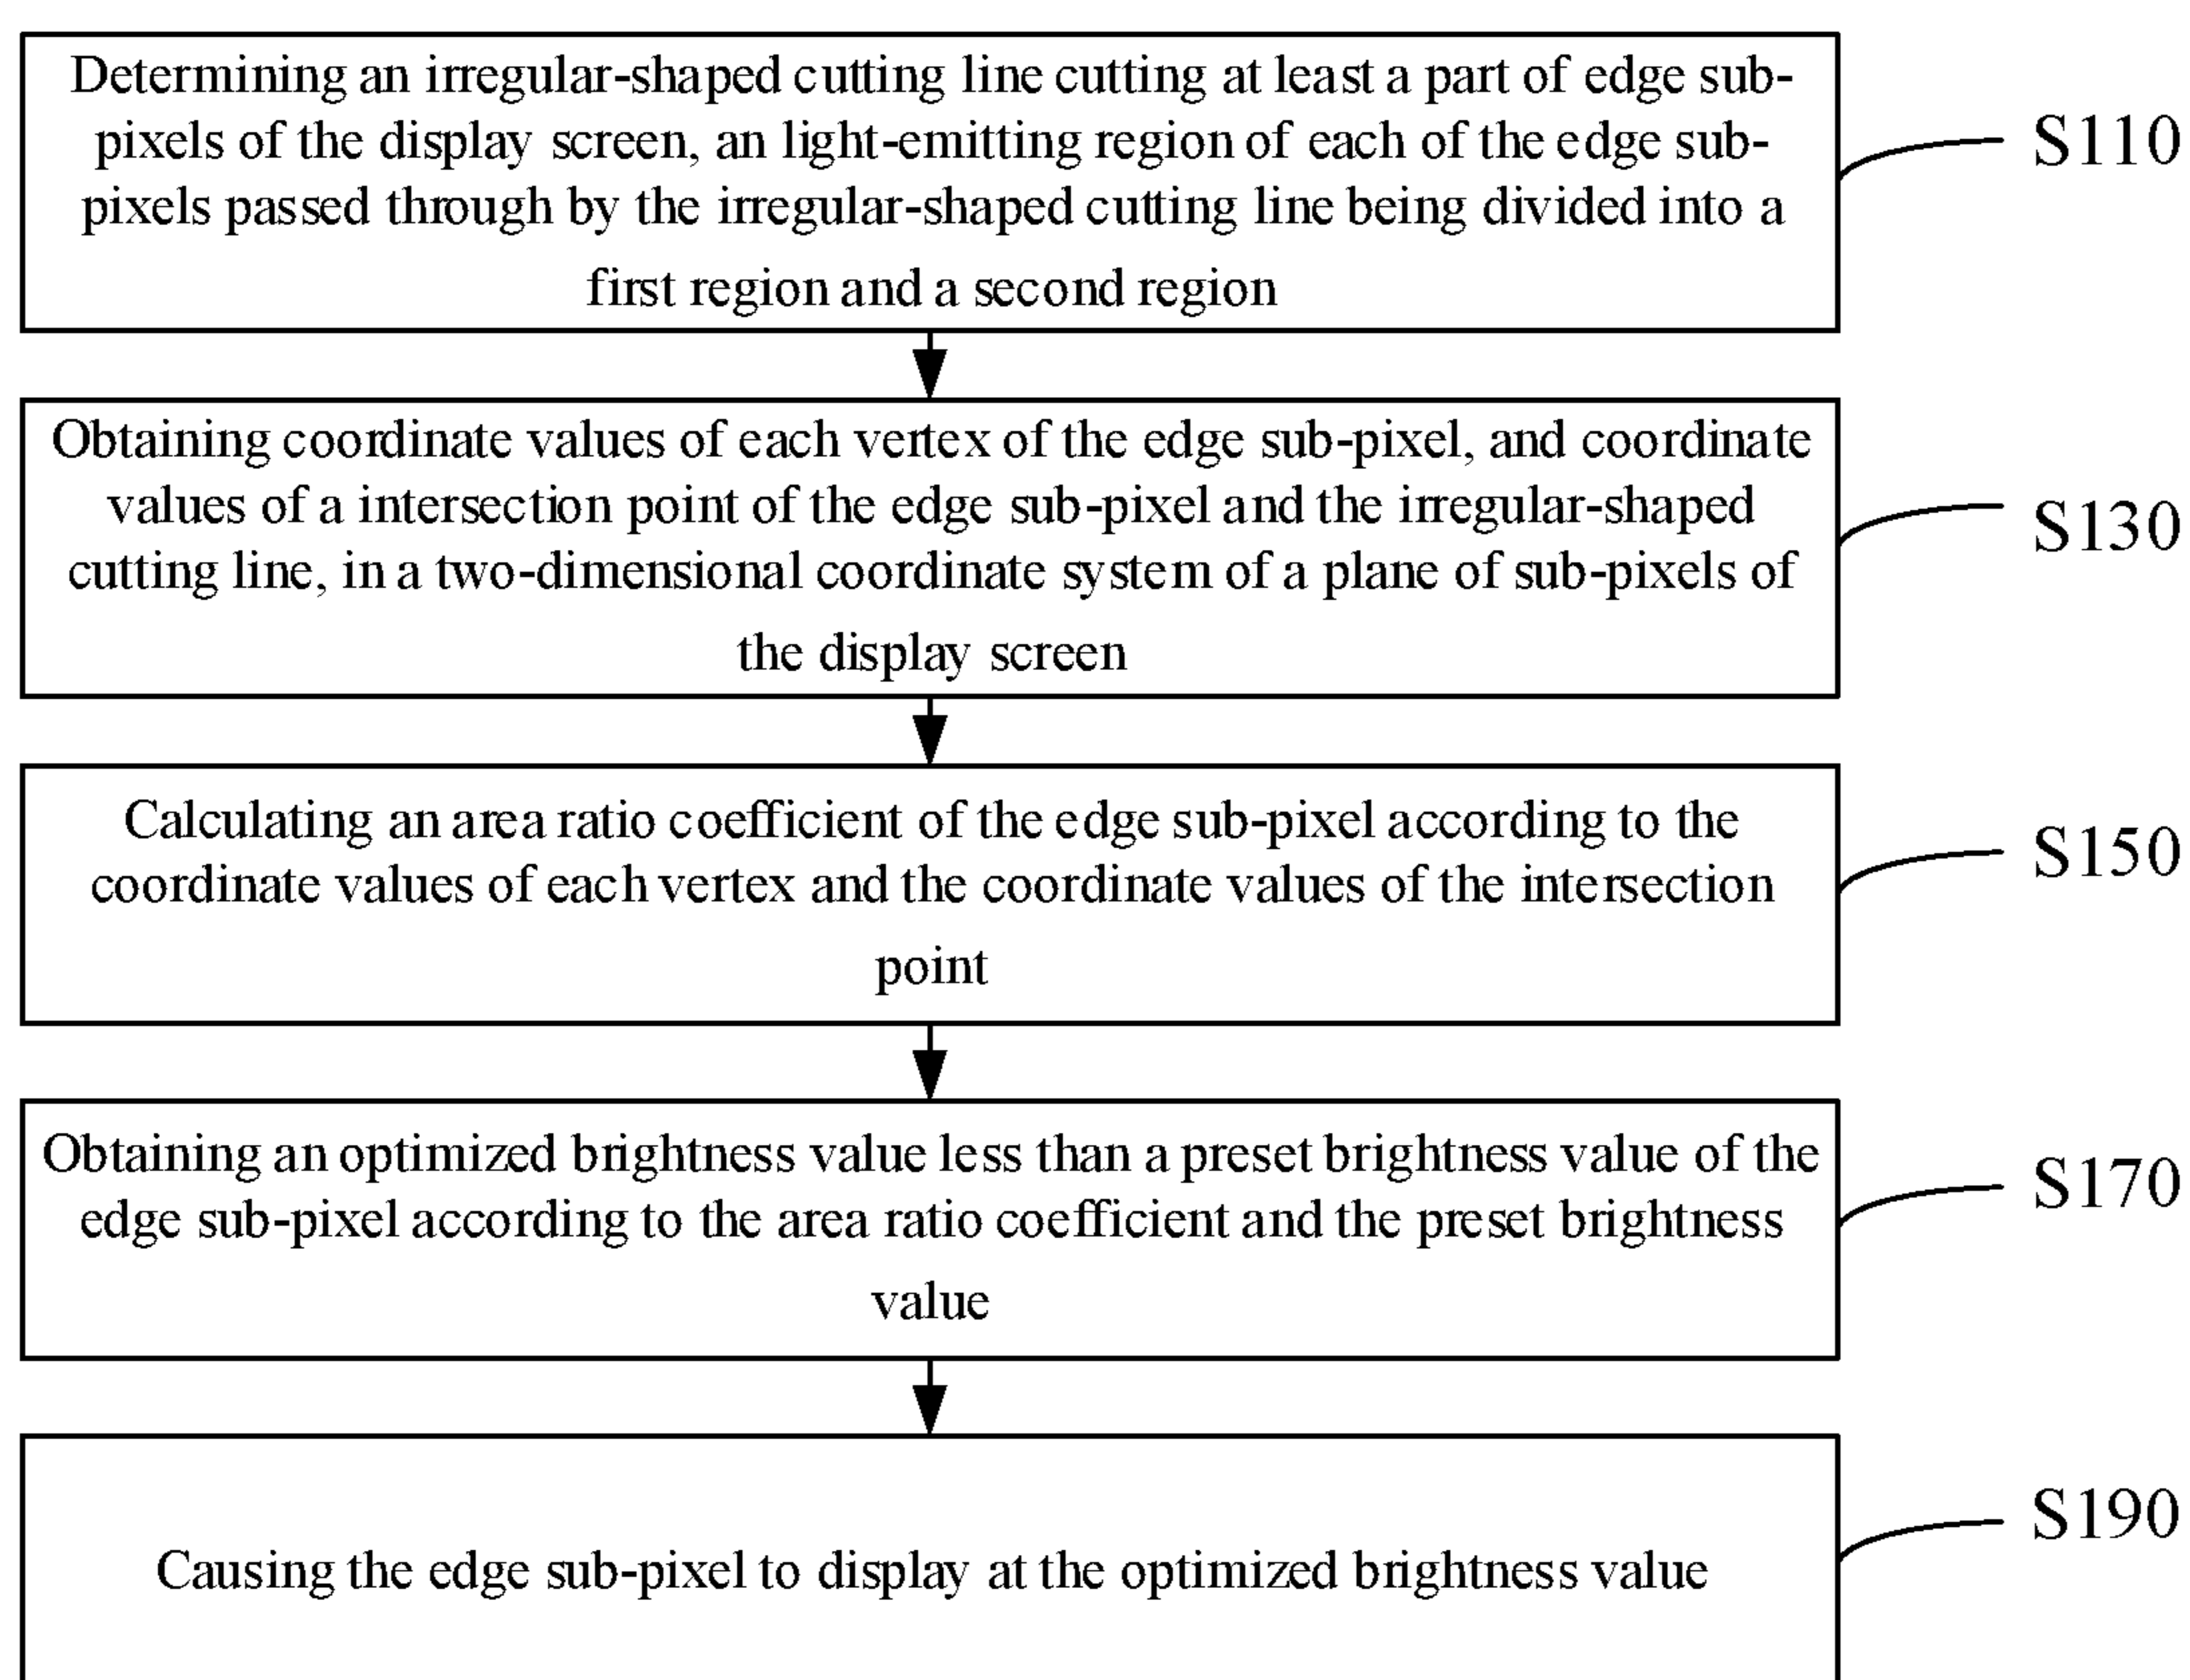 Determining an irregular-shaped cutting line cutting at least a part of edge sub-
pixels of the display screen, an light-emitting region of each of the edge sub-
pixels passed through by the irregular-shaped cutting line being divided into a
first region and a second region
S110
Obtaining coordinate values of each vertex of the edge sub-pixel, and coordinate
values of a intersection point of the edge sub-pixel and the irregular-shaped
cutting line, in a two-dimensional coordinate system of a plane of sub-pixels of
the display screen
S130
Calculating an area ratio coefficient of the edge sub-pixel according to the
coordinate values of each vertex and the coordinate values of the intersection
point
S150
Obtaining an optimized brightness value less than a preset brightness value of the
edge sub-pixel according to the area ratio coefficient and the preset brightness
value
S170
Causing the edge sub-pixel to display at the optimized brightness value
S190